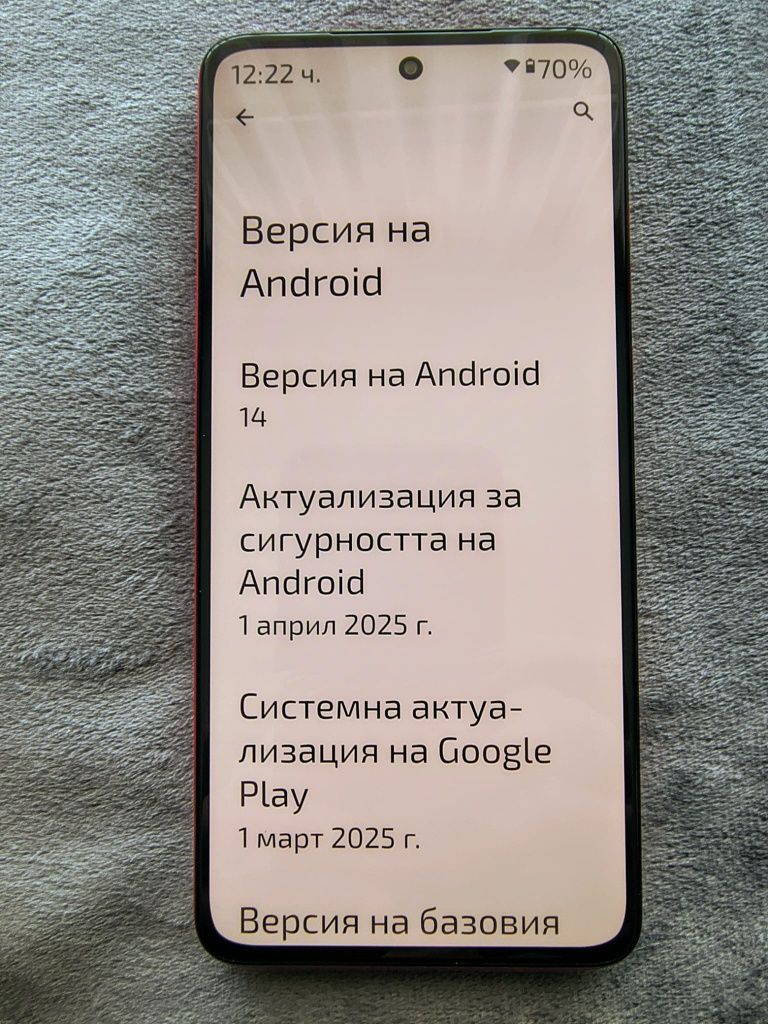 12:22 ч.
70%
Версия на
Android
Версия на Android
14
Актуализация за
сигурността на
Android
1 април 2025 г.
Системна актуа-
лизация на Google
Play
1 март 2025 г.
Версия на базовия